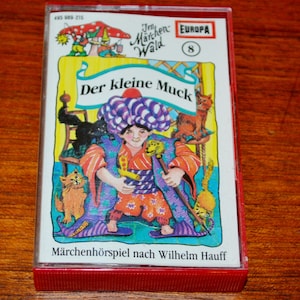 Im
Märchen
Wald
EUROPA
8
Der kleine Muck
Märchenhörspiel nach Wilhelm Hauff